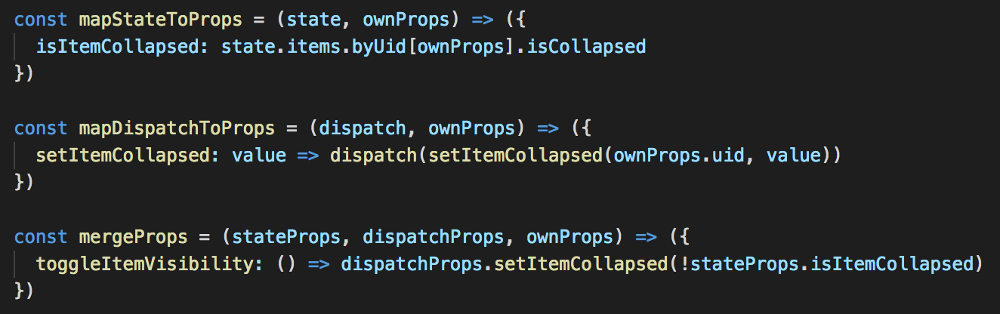 const mapStateToProps = (state, ownProps) => ({
  isItemCollapsed: state.items.byUid[ownProps].isCollapsed
})

const mapDispatchToProps = (dispatch, ownProps) => ({
  setItemCollapsed: value => dispatch(setItemCollapsed(ownProps.uid, value))
})

const mergeProps = (stateProps, dispatchProps, ownProps) => ({
  toggleItemVisibility: () => dispatchProps.setItemCollapsed(!stateProps.isItemCollapsed)
})